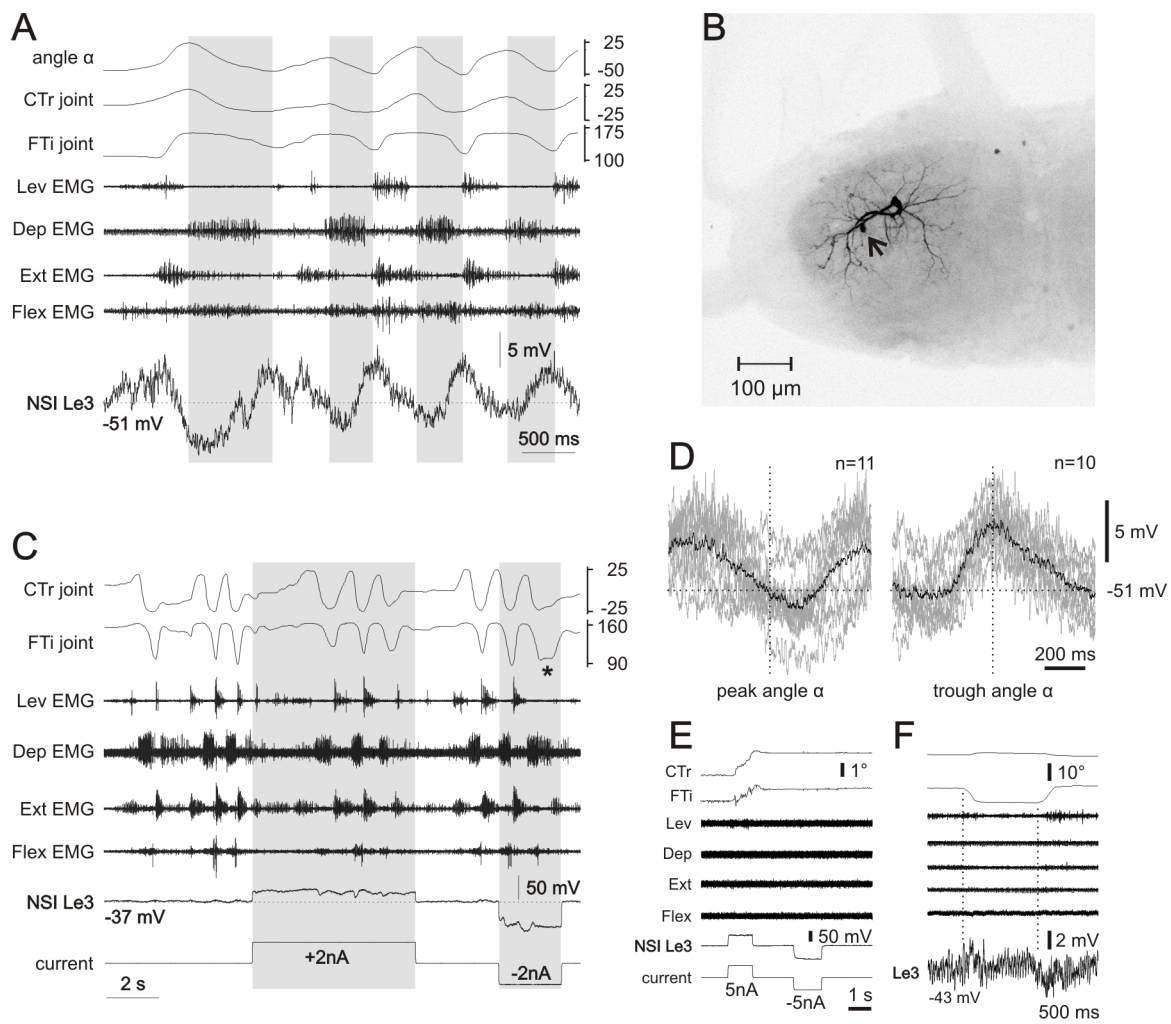 A
angle α
25
-50
CTr joint
25
-25
FTi joint
175
100
Lev EMG
Dep EMG
Ext EMG
Flex EMG
5 mV
NSI Le3
-51 mV
500 ms
B
100 µm
C
CTr joint
25
-25
FTi joint
160
90
*
Lev EMG
Dep EMG
Ext EMG
Flex EMG
50 mV
NSI Le3
-37 mV
current
+2nA
-2nA
2 s
D
n=11
n=10
5 mV
-51 mV
200 ms
peak angle α
trough angle α
E
CTr
1°
FTi
Lev
Dep
Ext
Flex
50 mV
NSI Le3
current
5nA
-5nA
1 s
F
10°
2 mV
Le3
-43 mV
500 ms